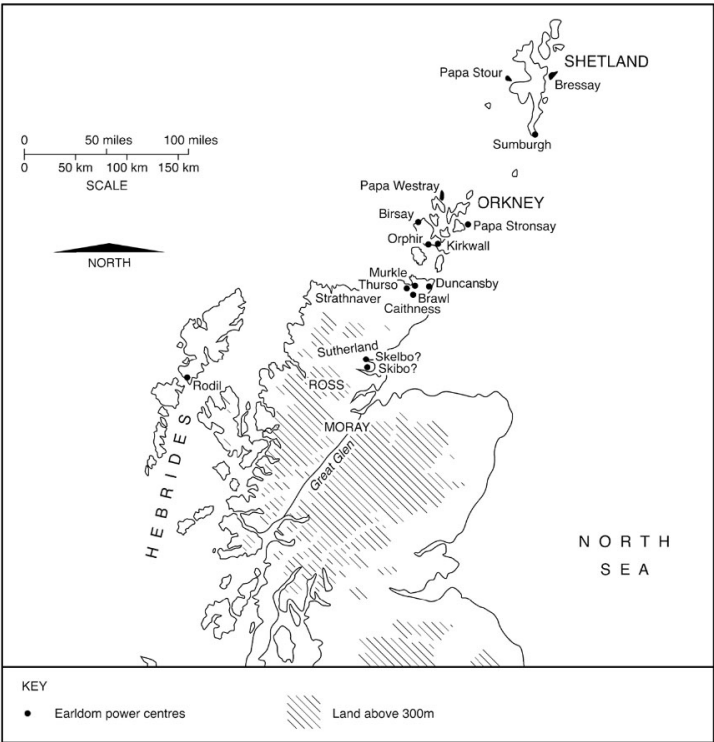 SHETLAND
Papa Stour
Bressay
Sumburgh
0 50 miles 100 miles
0 50 km 100 km 150 km
SCALE
NORTH
Papa Westray
ORKNEY
Birsay
Papa Stronsay
Orphir
Kirkwall
Murkle
Thurso
Duncansby
Strathnaver
Brawl
Caithness
Sutherland
Skelbo?
Skibo?
Rodil
ROSS
MORAY
Great Glen
HEBRIDES
NORTH
SEA
KEY
Earldom power centres
Land above 300m